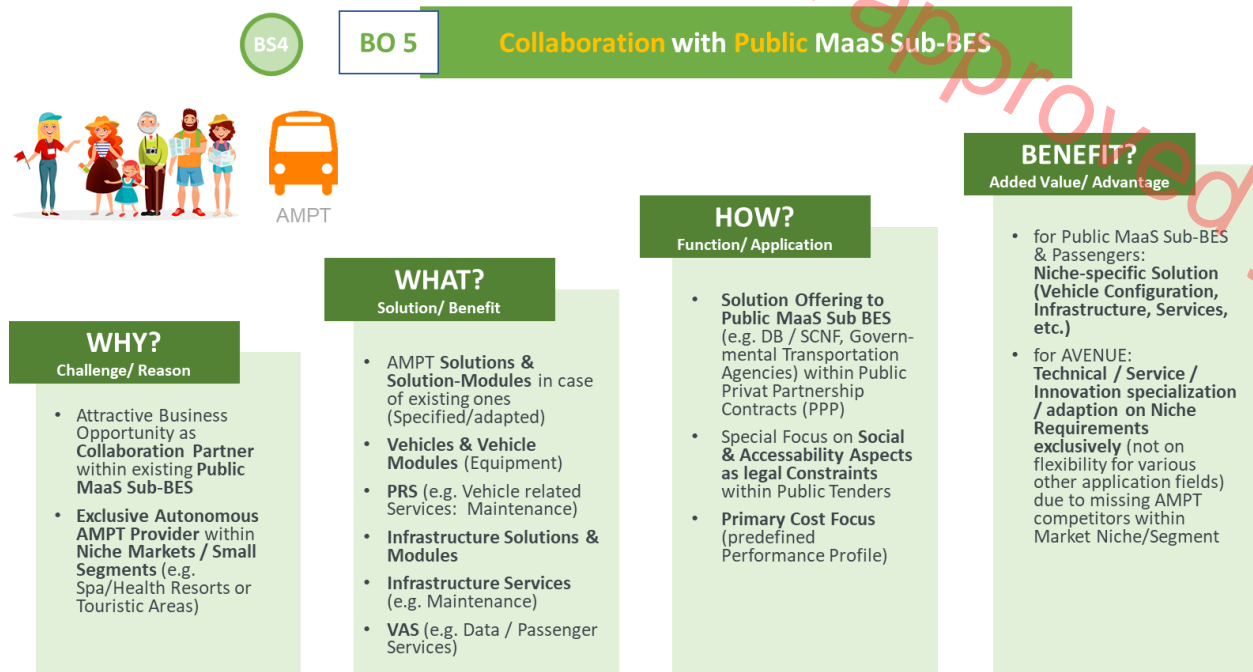 BS4
BO 5
Collaboration with Public MaaS Sub-BES
approved
AMPT
WHY?
Challenge/ Reason
• Attractive Business
Opportunity as
Collaboration Partner
within existing Public
MaaS Sub-BES
• Exclusive Autonomous
AMPT Provider within
Niche Markets / Small
Segments (e.g.
Spa/Health Resorts or
Touristic Areas)
WHAT?
Solution/ Benefit
• AMPT Solutions &
Solution-Modules in case
of existing ones
(Specified/adapted)
• Vehicles & Vehicle
Modules (Equipment)
• PRS (e.g. Vehicle related
Services: Maintenance)
• Infrastructure Solutions &
Modules
• Infrastructure Services
(e.g. Maintenance)
• VAS (e.g. Data / Passenger
Services)
HOW?
Function/ Application
• Solution Offering to
Public MaaS Sub BES
(e.g. DB / SCNF, Govern-
mental Transportation
Agencies) within Public
Privat Partnership
Contracts (PPP)
• Special Focus on Social
& Accessability Aspects
as legal Constraints
within Public Tenders
• Primary Cost Focus
(predefined
Performance Profile)
BENEFIT?
Added Value/ Advantage
• for Public MaaS Sub-BES
& Passengers:
Niche-specific Solution
(Vehicle Configuration,
Infrastructure, Services,
etc.)
• for AVENUE:
Technical / Service /
Innovation specialization
/ adaption on Niche
Requirements
exclusively (not on
flexibility for various
other application fields)
due to missing AMPT
competitors within
Market Niche/Segment